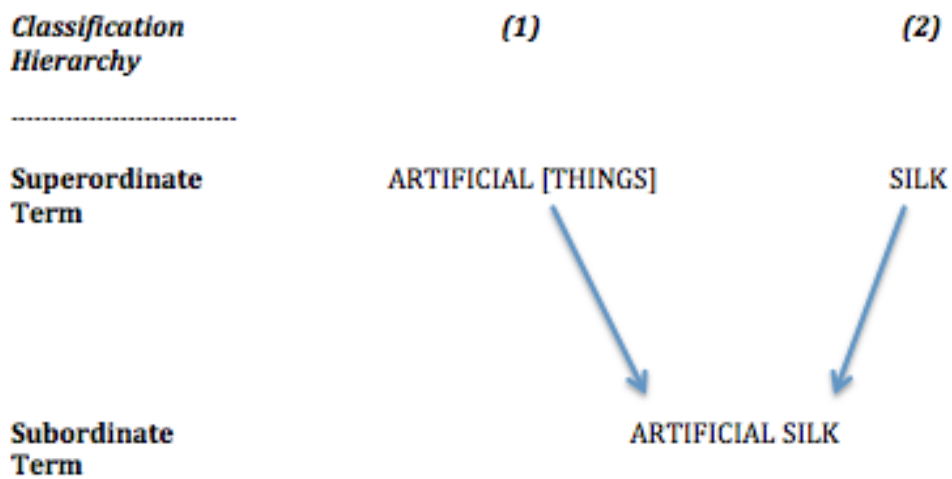 Classification (1) (2)
Hierarchy
-----------------------------
Superordinate ARTIFICIAL [THINGS] SILK
Term
Subordinate ARTIFICIAL SILK
Term